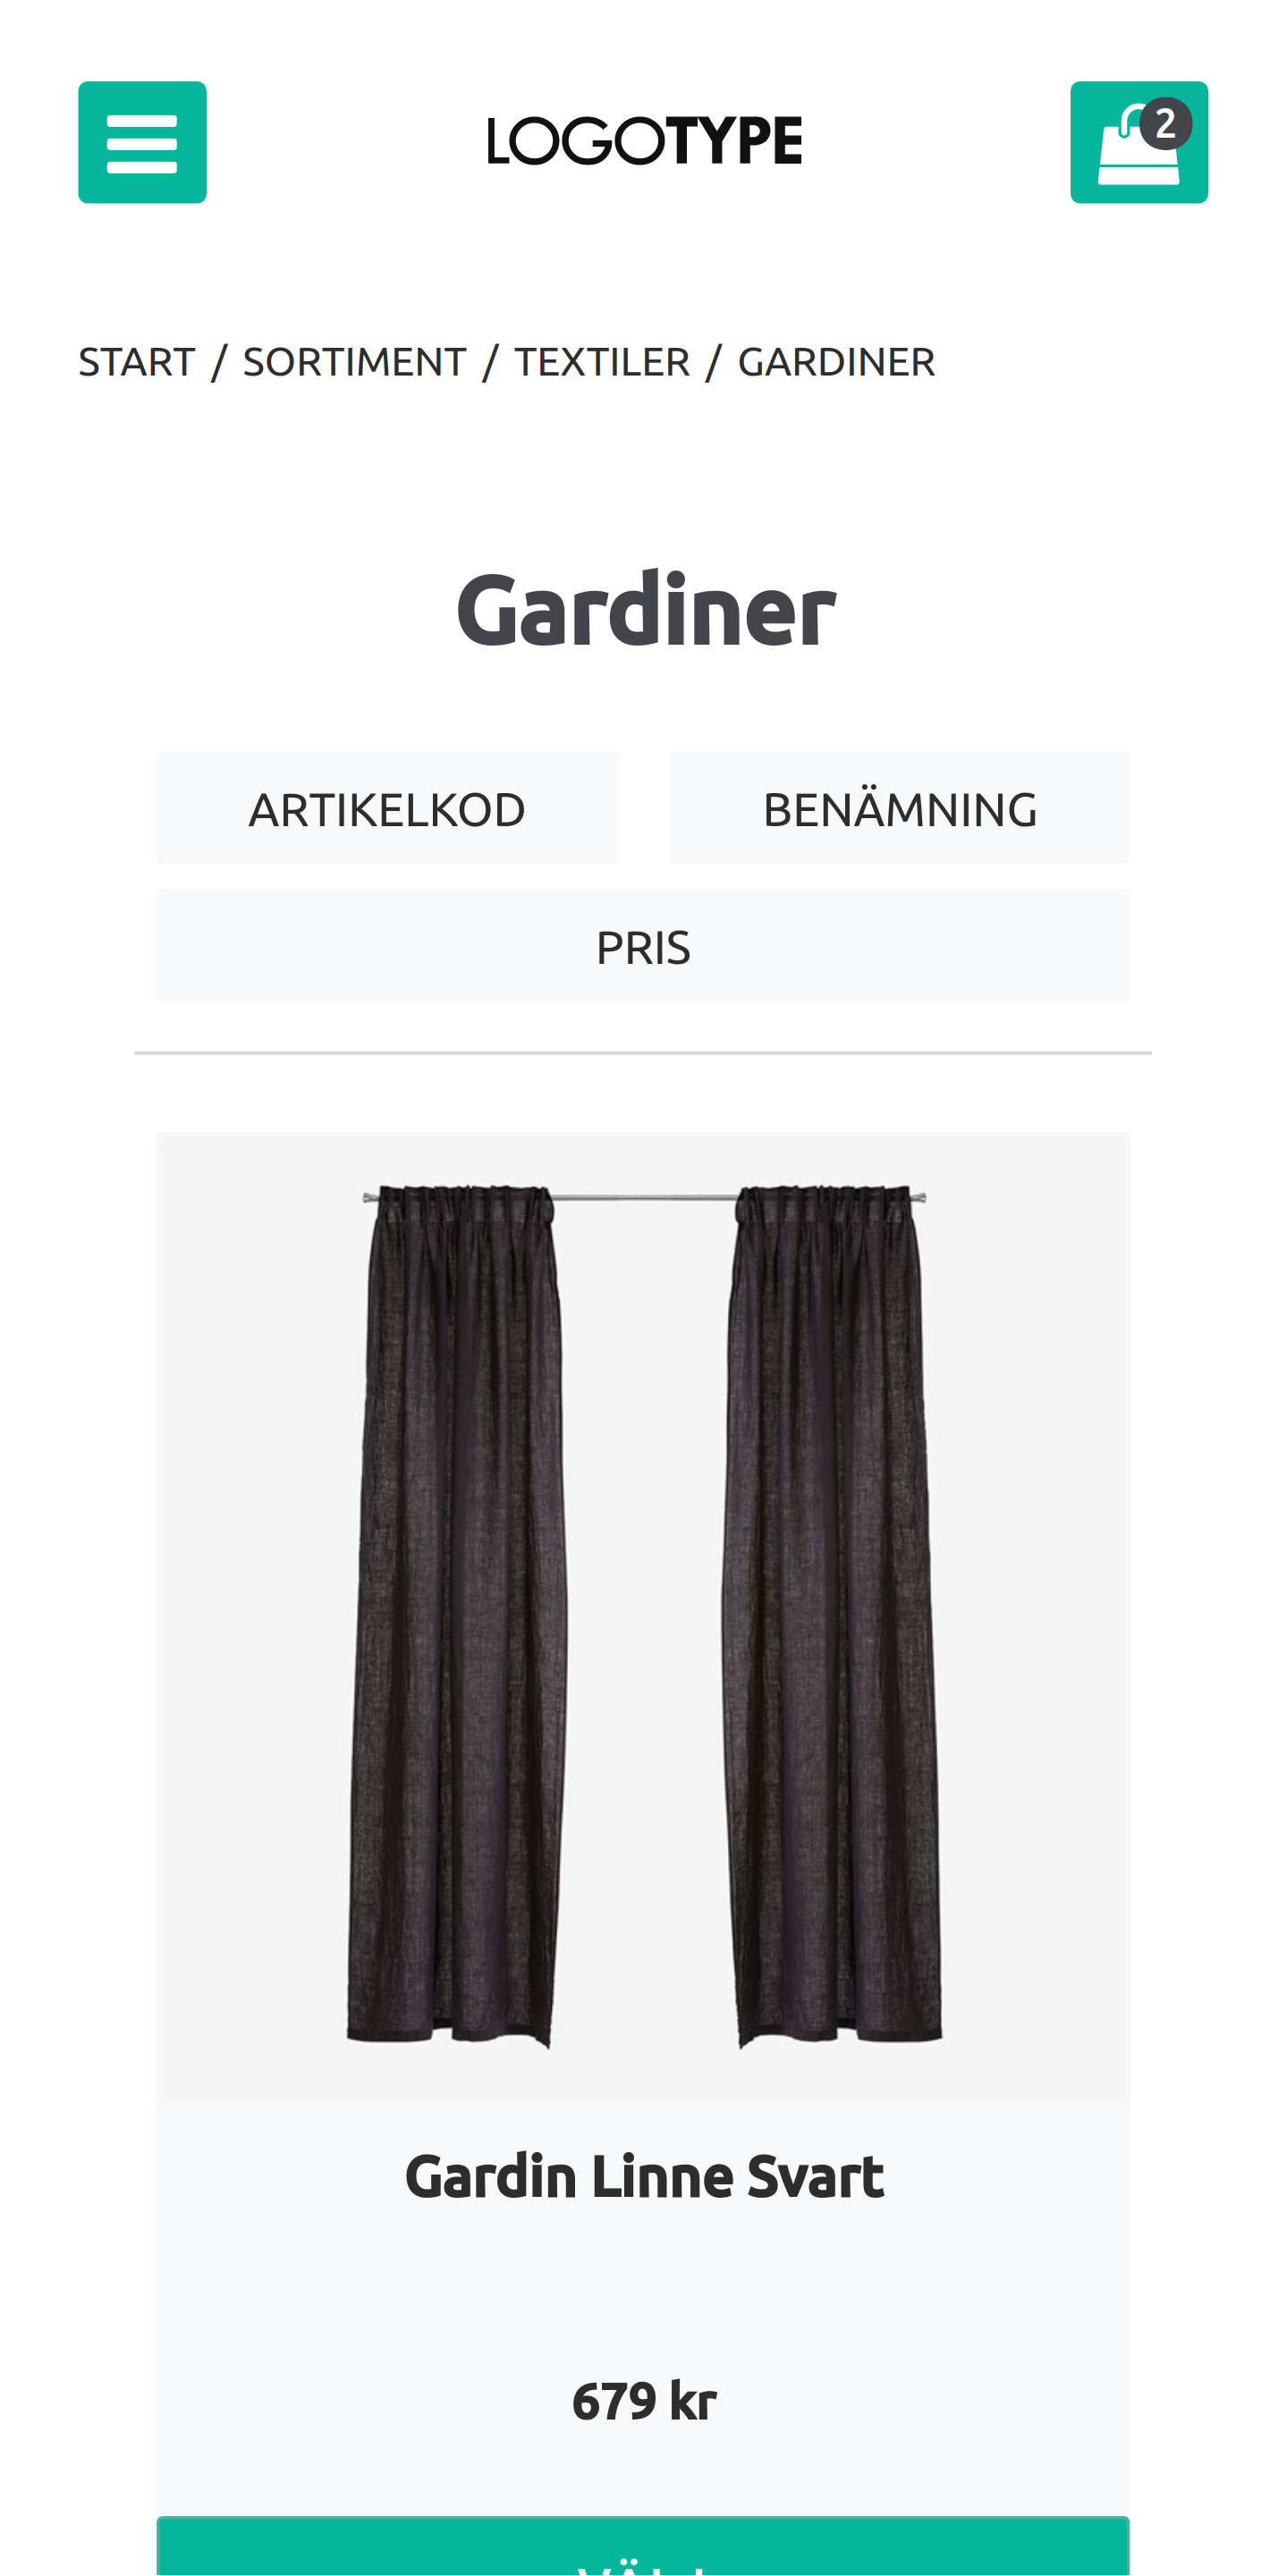 LOGOTYPE
2
START / SORTIMENT / TEXTILER / GARDINER
Gardiner
ARTIKELKOD
BENÄMNING
PRIS
Gardin Linne Svart
679 kr